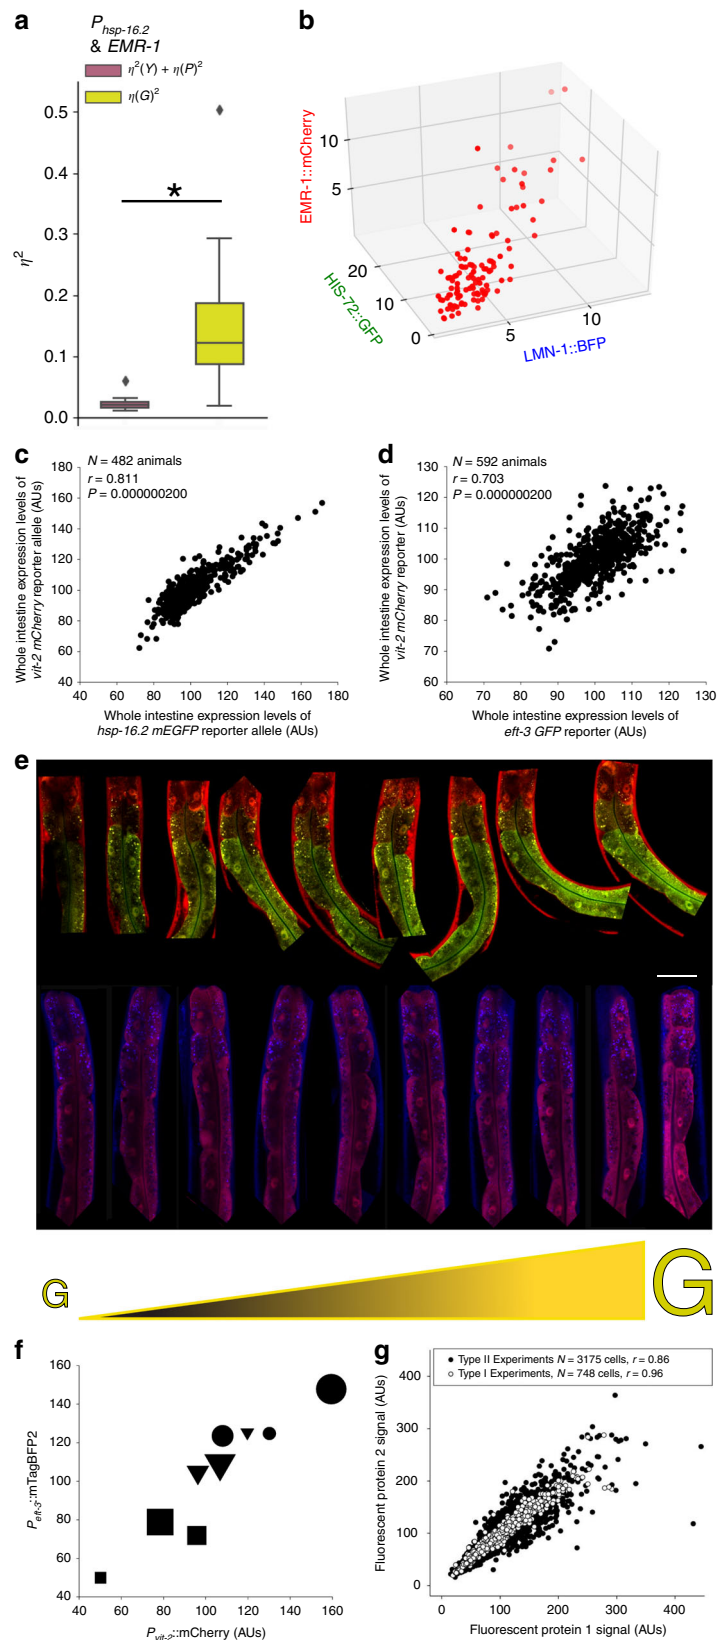 a
P hsp-16.2
& EMR-1
η²(Y) + η(P)²
η(G)²
η²
0.5
0.4
0.3
0.2
0.1
0.0
*
b
EMR-1::mCherry
10
5
HIS-72::GFP
20
10
0
5
10
LMN-1::BFP
c
N = 482 animals
r = 0.811
P = 0.000000200
Whole intestine expression levels of
vit-2 mCherry reporter allele (AUs)
180
160
140
120
100
80
60
40
40 60 80 100 120 140 160 180
Whole intestine expression levels of
hsp-16.2 mEGFP reporter allele (AUs)
d
N = 592 animals
r = 0.703
P = 0.000000200
Whole intestine expression levels of
vit-2 mCherry reporter (AUs)
130
120
110
100
90
80
70
60
60 70 80 90 100 110 120 130
Whole intestine expression levels of
eft-3 GFP reporter (AUs)
e
G
G
f
P eft-3::mTagBFP2
160
140
120
100
80
60
40
40 60 80 100 120 140 160
P vit-2::mCherry (AUs)
g
Type II Experiments N = 3175 cells, r = 0.86
Type I Experiments, N = 748 cells, r = 0.96
Fluorescent protein 2 signal (AUs)
400
300
200
100
0
0 100 200 300 400
Fluorescent protein 1 signal (AUs)